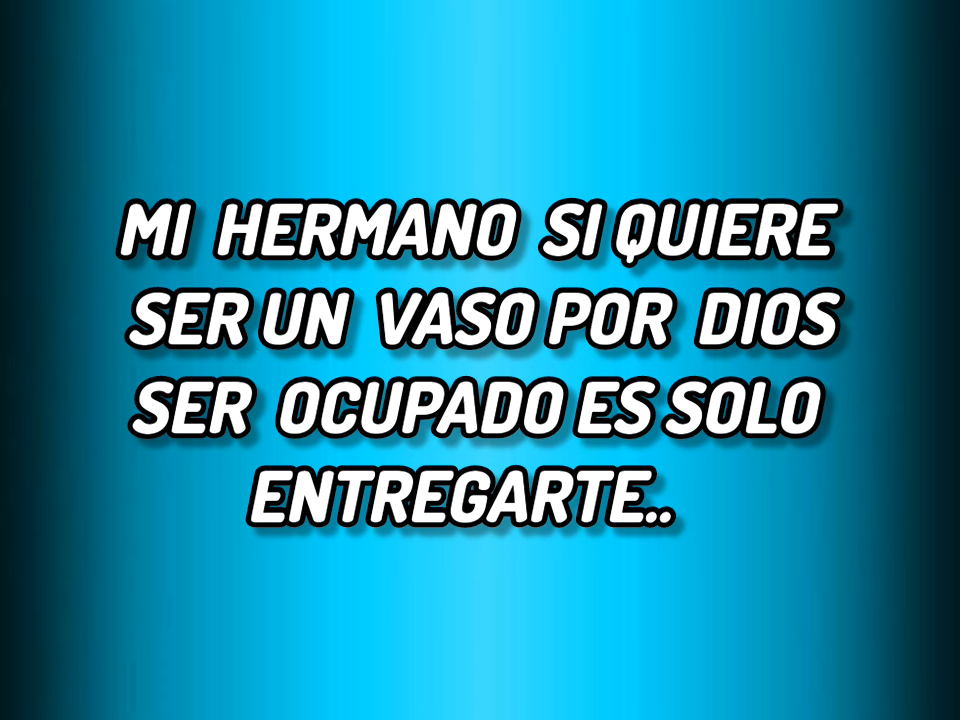 MI HERMANO SI QUIERE
SER UN VASO POR DIOS
SER OCUPADO ES SOLO
ENTREGARTE..